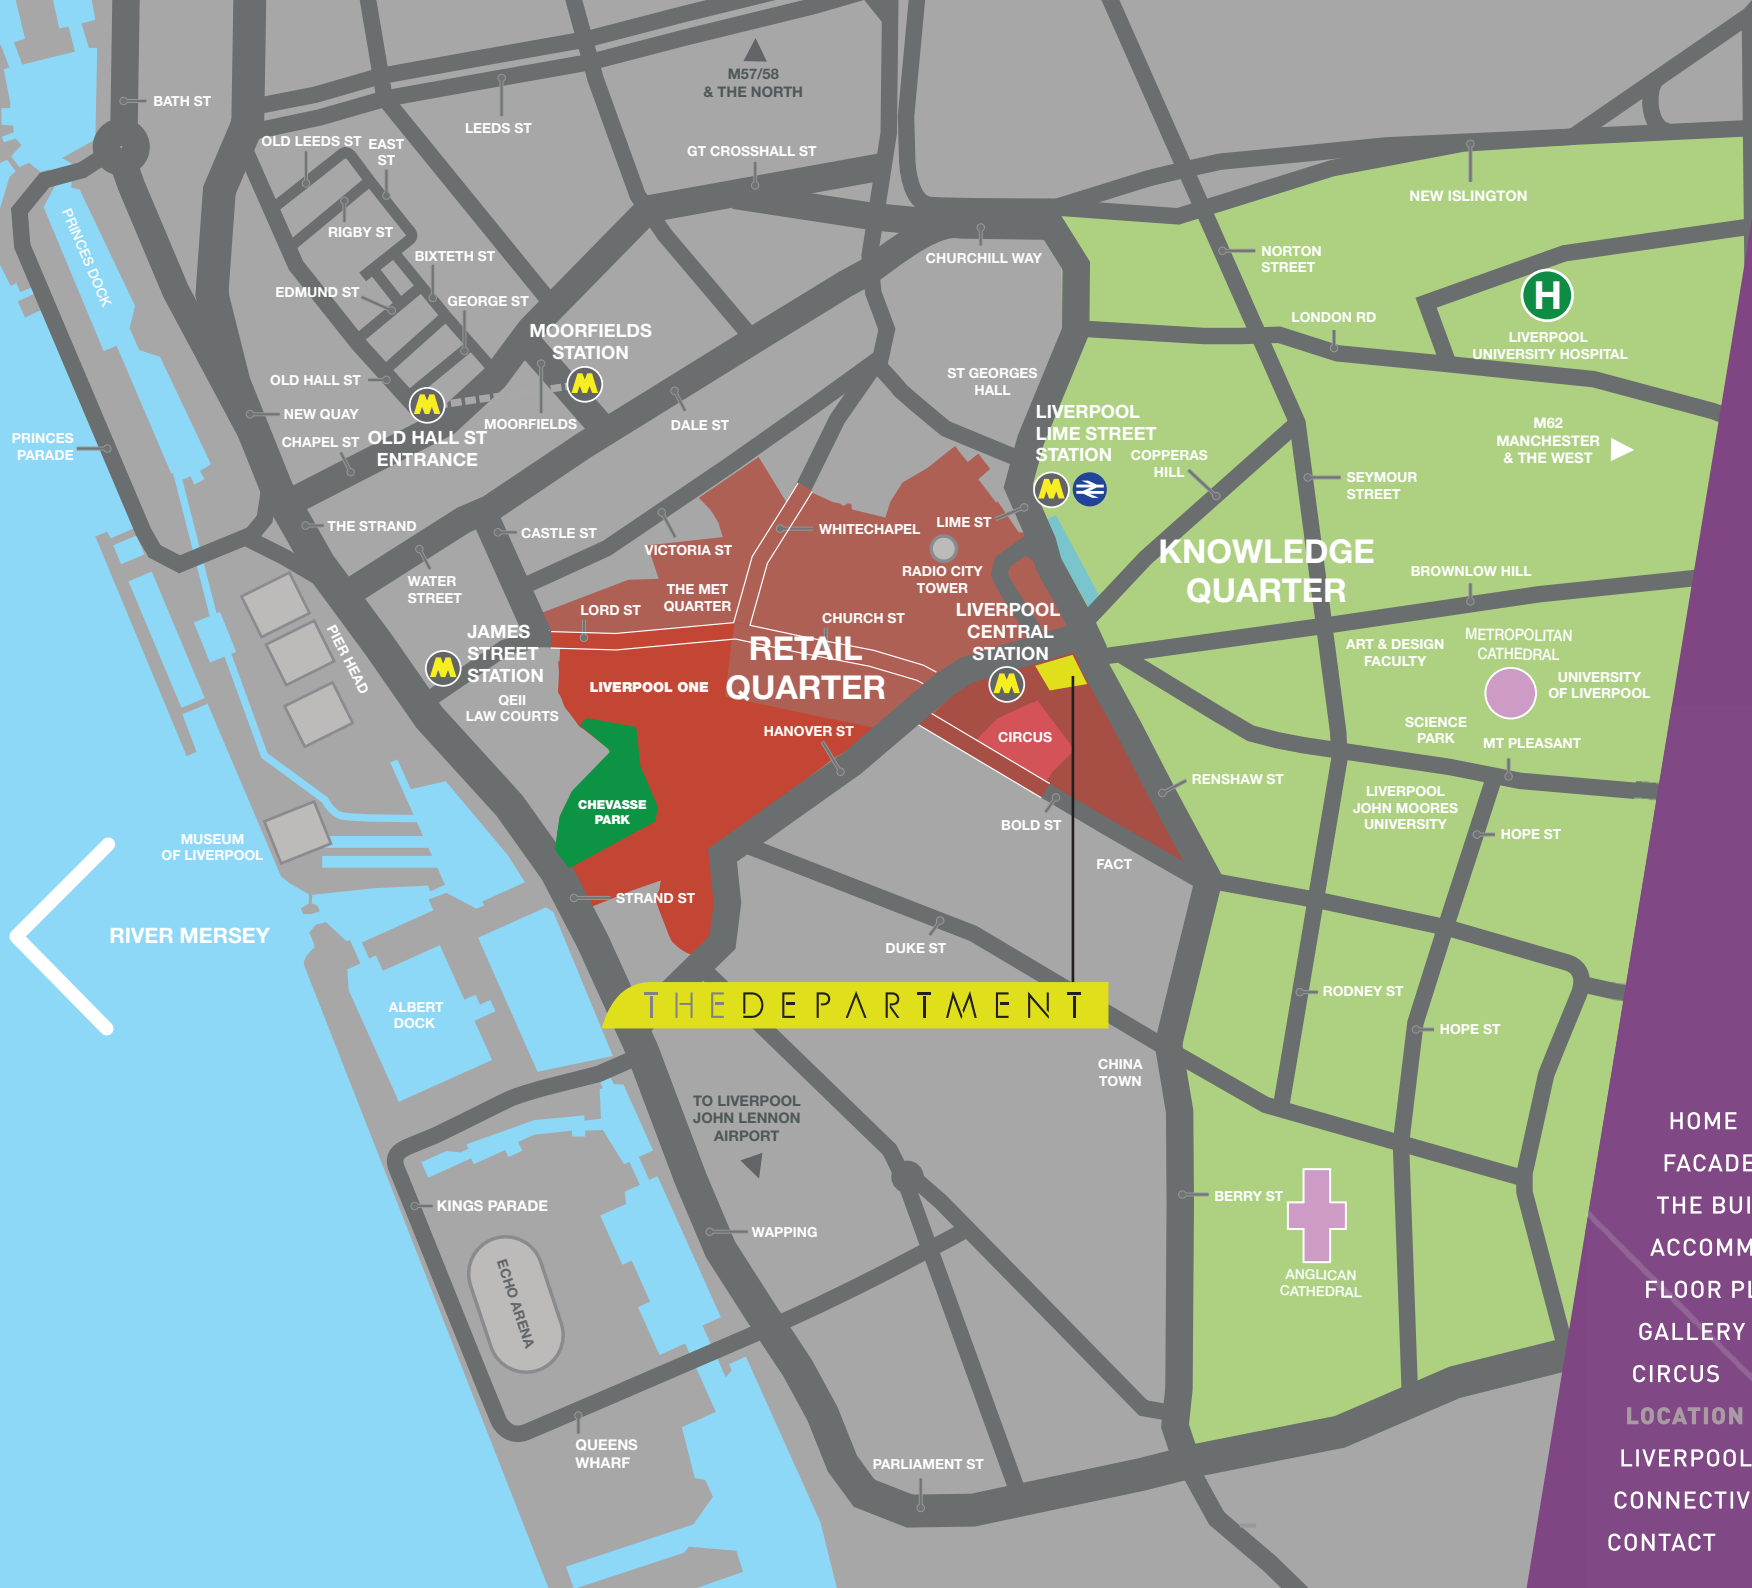 M57/58
& THE NORTH
BATH ST
LEEDS ST
OLD LEEDS ST
EAST
ST
GT CROSSHALL ST
NEW ISLINGTON
RIGBY ST
PRINCES DOCK
BIXTETH ST
CHURCHILL WAY
NORTON
STREET
EDMUND ST
GEORGE ST
H
LONDON RD
LIVERPOOL
UNIVERSITY HOSPITAL
MOORFIELDS
STATION
M
OLD HALL ST
ST GEORGES
HALL
M
NEW QUAY
MOORFIELDS
DALE ST
LIVERPOOL
LIME STREET
STATION
M
M62
MANCHESTER
& THE WEST
PRINCES
PARADE
CHAPEL ST
OLD HALL ST
ENTRANCE
COPPERAS
HILL
SEYMOUR
STREET
THE STRAND
CASTLE ST
VICTORIA ST
WHITECHAPEL
LIME ST
KNOWLEDGE
QUARTER
WATER
STREET
RADIO CITY
TOWER
BROWNLOW HILL
THE MET
QUARTER
LORD ST
CHURCH ST
LIVERPOOL
CENTRAL
STATION
M
PIER HEAD
JAMES
STREET
STATION
M
RETAIL
QUARTER
ART & DESIGN
FACULTY
METROPOLITAN
CATHEDRAL
UNIVERSITY
OF LIVERPOOL
LIVERPOOL ONE
QEII
LAW COURTS
HANOVER ST
CIRCUS
SCIENCE
PARK
MT PLEASANT
RENSHAW ST
CHEVASSE
PARK
LIVERPOOL
JOHN MOORES
UNIVERSITY
HOPE ST
BOLD ST
MUSEUM
OF LIVERPOOL
FACT
STRAND ST
RIVER MERSEY
DUKE ST
ALBERT
DOCK
THEDEPARTMENT
RODNEY ST
HOPE ST
CHINA
TOWN
TO LIVERPOOL
JOHN LENNON
AIRPORT
HOME
FACADE
KINGS PARADE
BERRY ST
THE BUI
WAPPING
ACCOMM
ECHO ARENA
ANGLICAN
CATHEDRAL
FLOOR PL
GALLERY
CIRCUS
LOCATION
QUEENS
WHARF
PARLIAMENT ST
LIVERPOOL
CONNECTIV
CONTACT